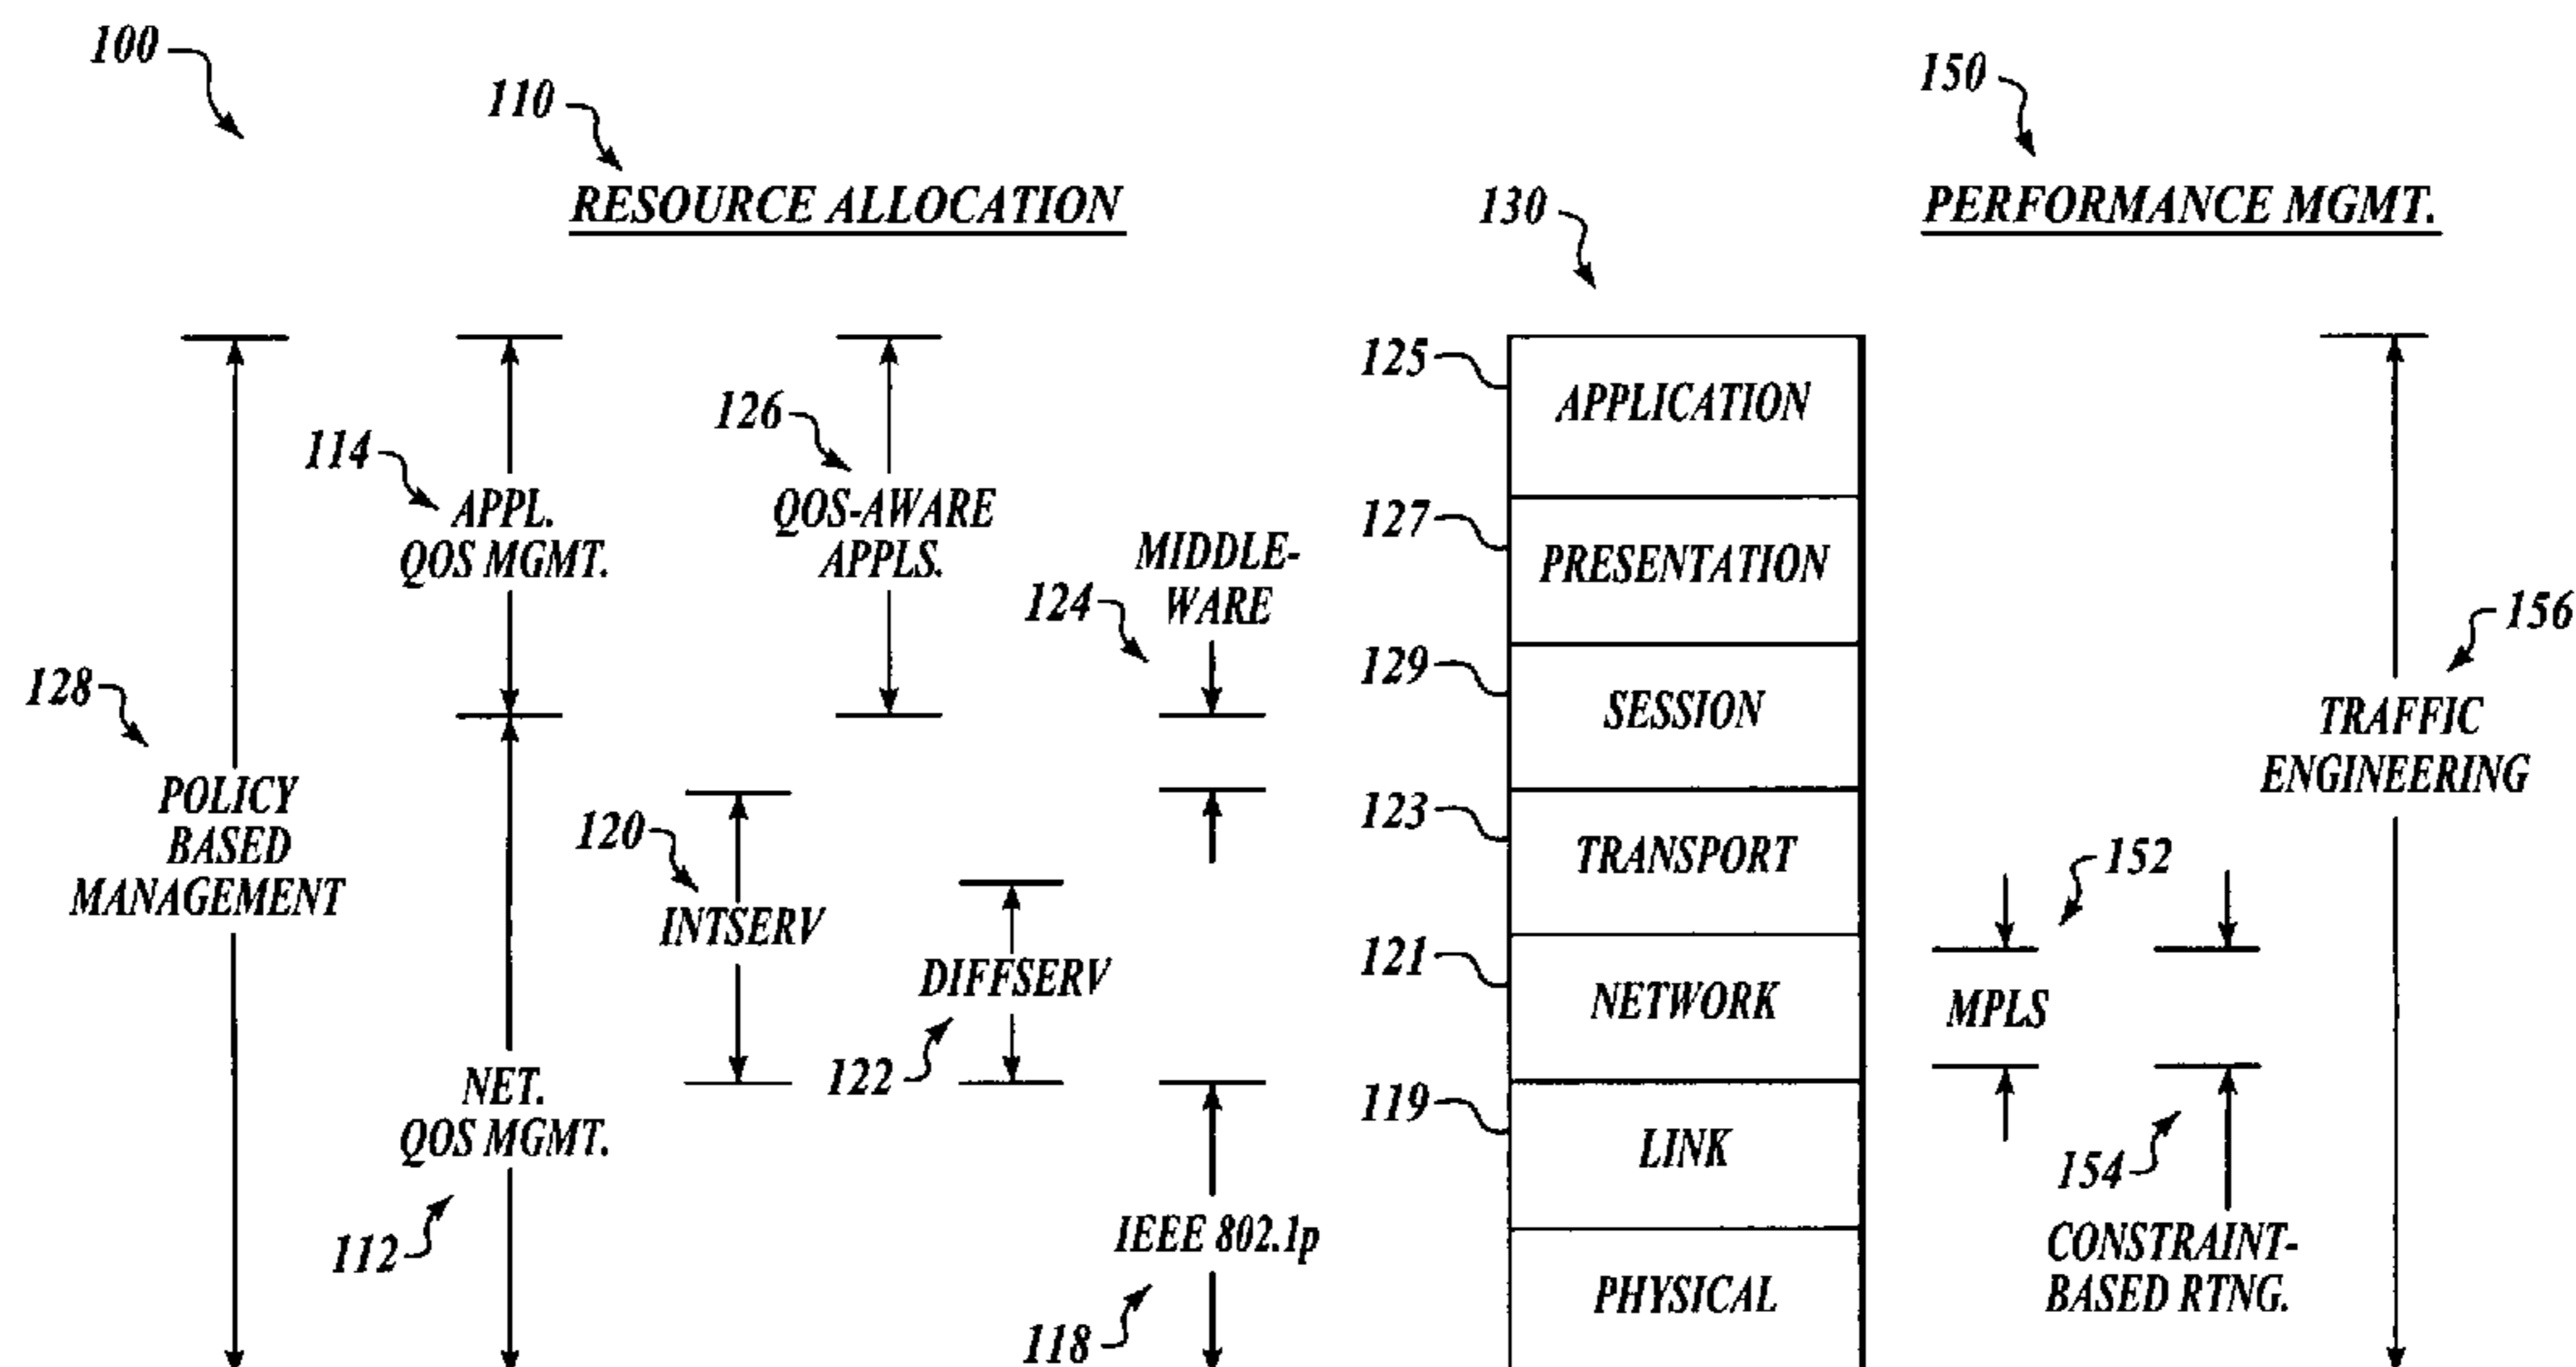 100
110
150
RESOURCE ALLOCATION
130
PERFORMANCE MGMT.
125
APPLICATION
126
114
QOS-AWARE
APPLS.
APPL.
QOS MGMT.
127
PRESENTATION
MIDDLE-
WARE
124
156
128
129
SESSION
TRAFFIC
ENGINEERING
POLICY
BASED
MANAGEMENT
120
INTSERV
123
TRANSPORT
152
DIFFSERV
122
121
NETWORK
MPLS
NET.
QOS MGMT.
112
119
LINK
154
IEEE 802.1p
118
PHYSICAL
CONSTRAINT-
BASED RTNG.